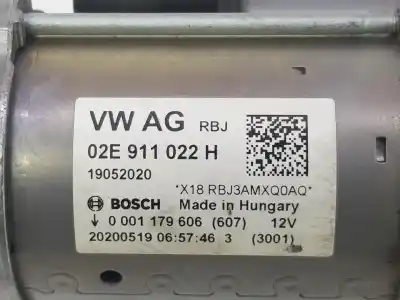 VW AG RBJ
02E 911 022 H
19052020
*X18 RBJ3AMXQ0AQ*
BOSCH Made in Hungary
0 001 179 606 (607) 12V
20200519 06:57:46 3 (3001)